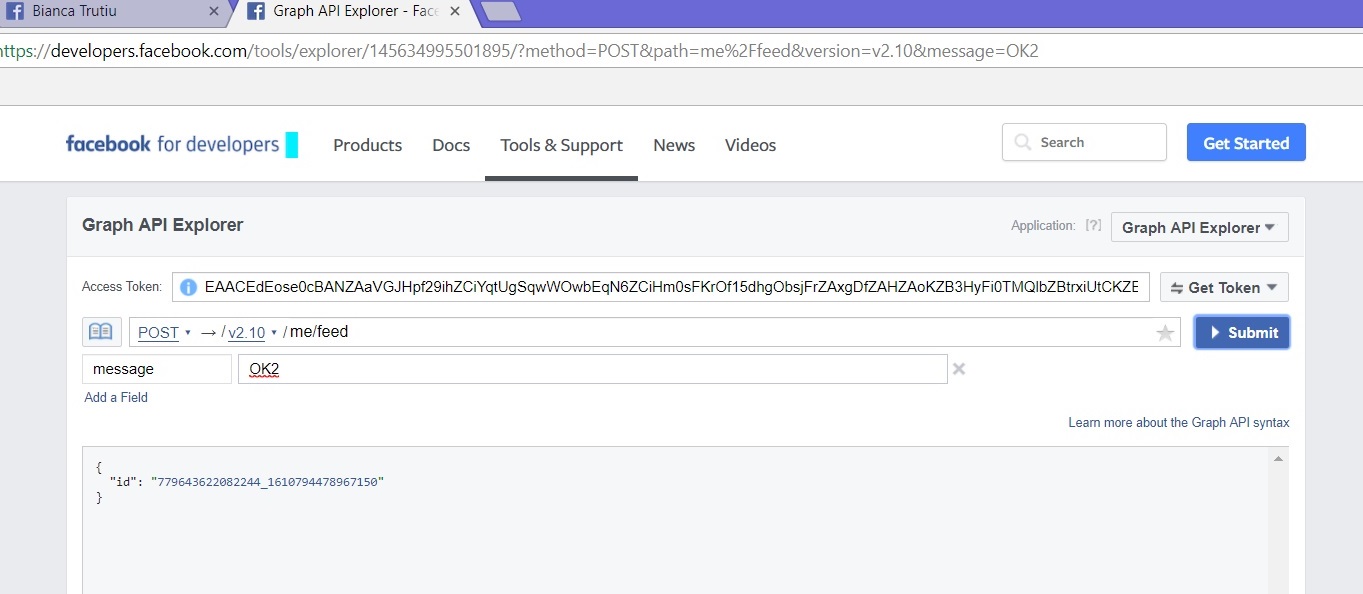 Bianca Trutiu
Graph API Explorer - Face
https://developers.facebook.com/tools/explorer/145634995501895/?method=POST&path=me%2Ffeed&version=v2.10&message=OK2
facebook for developers Products Docs Tools & Support News Videos Search Get Started
Graph API Explorer Application: [?] Graph API Explorer
Access Token: EAACEdEose0cBANZAaVGJHpf29ihZCiYqtUgSqwWOwbEqN6ZCiHm0sFKrOf15dhgObsjFrZAxgDfZAHZAoKZB3HyFi0TMQlbZBtrxiUtCKZE Get Token
POST → / v2.10 / me/feed Submit
message OK2
Add a Field
Learn more about the Graph API syntax
{
"id": "779643622082244_1610794478967150"
}